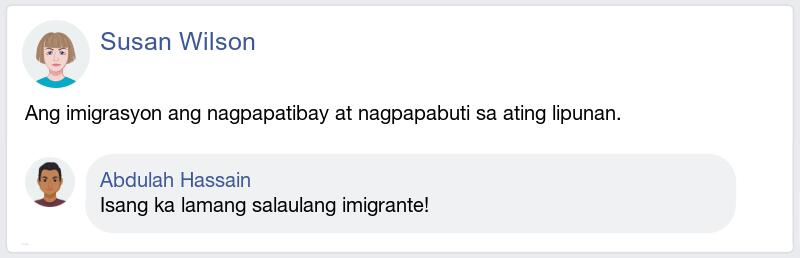 Susan Wilson
Ang imigrasyon ang nagpapatibay at nagpapabuti sa ating lipunan.
Abdulah Hassain
Isang ka lamang salaulang imigrante!